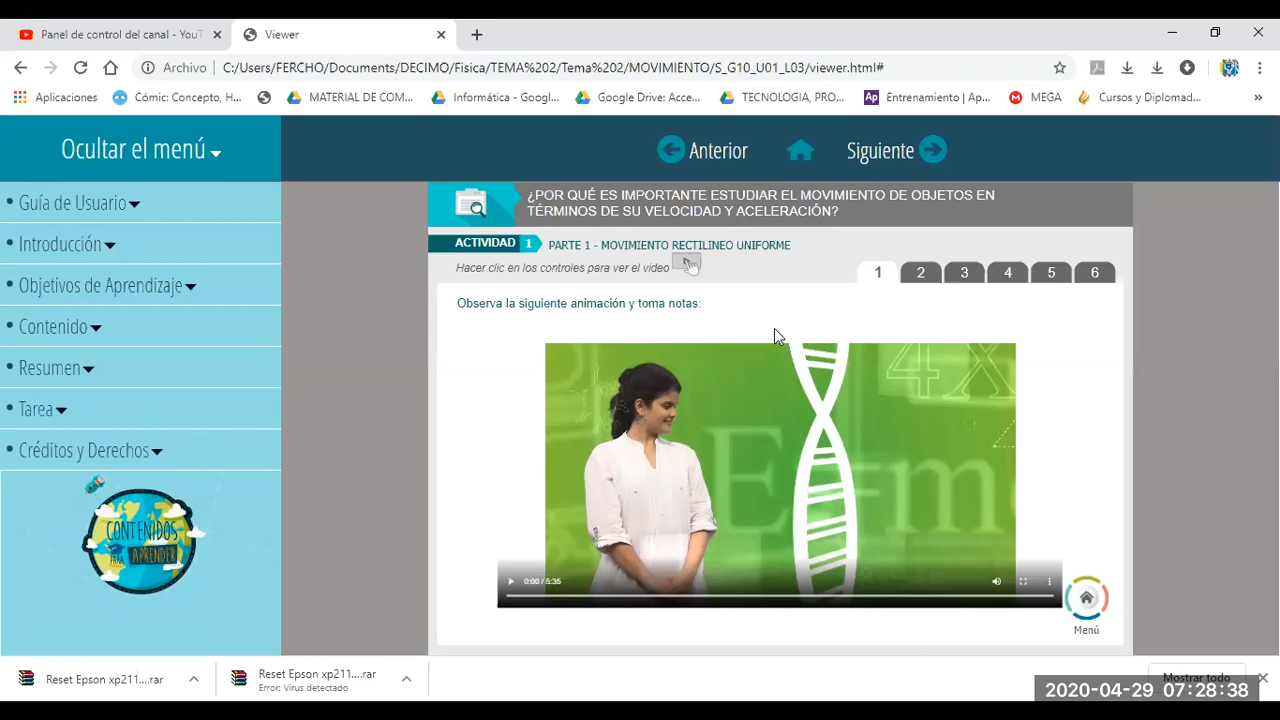 Panel de control del canal - YouT
Viewer
Archivo
C:/Users/FERCHO/Documents/DECIMO/Fisica/TEMA%202/Tema%202/MOVIMIENTO/S_G10_U01_L03/viewer.html#
Aplicaciones
Cómic: Concepto, H...
MATERIAL DE COM...
Informática - Googl...
Google Drive: Acce...
TECNOLOGIA, PRO...
Ap
Entrenamiento | Ap...
MEGA
Cursos y Diplomad...
»
Ocultar el menú
Anterior
Siguiente
• Guía de Usuario
• Introducción
• Objetivos de Aprendizaje
• Contenido
• Resumen
• Tarea
• Créditos y Derechos
CONTENIDOS
PARA
APRENDER
¿POR QUÉ ES IMPORTANTE ESTUDIAR EL MOVIMIENTO DE OBJETOS EN
TÉRMINOS DE SU VELOCIDAD Y ACELERACIÓN?
ACTIVIDAD 1
PARTE 1 - MOVIMIENTO RECTILINEO UNIFORME
Hacer clic en los controles para ver el video
1 2 3 4 5 6
Observa la siguiente animación y toma notas:
4X
E=m
0:00 / 5:35
Menú
Reset Epson xp211....rar
Reset Epson xp211....rar
Error: Virus detectado
Mostrar todo
2020-04-29 07:28:38